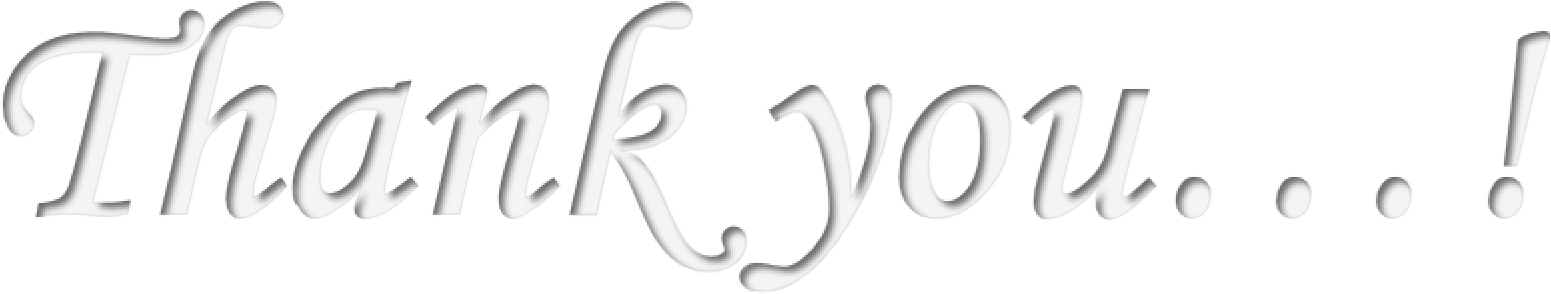 Thank you. . . !